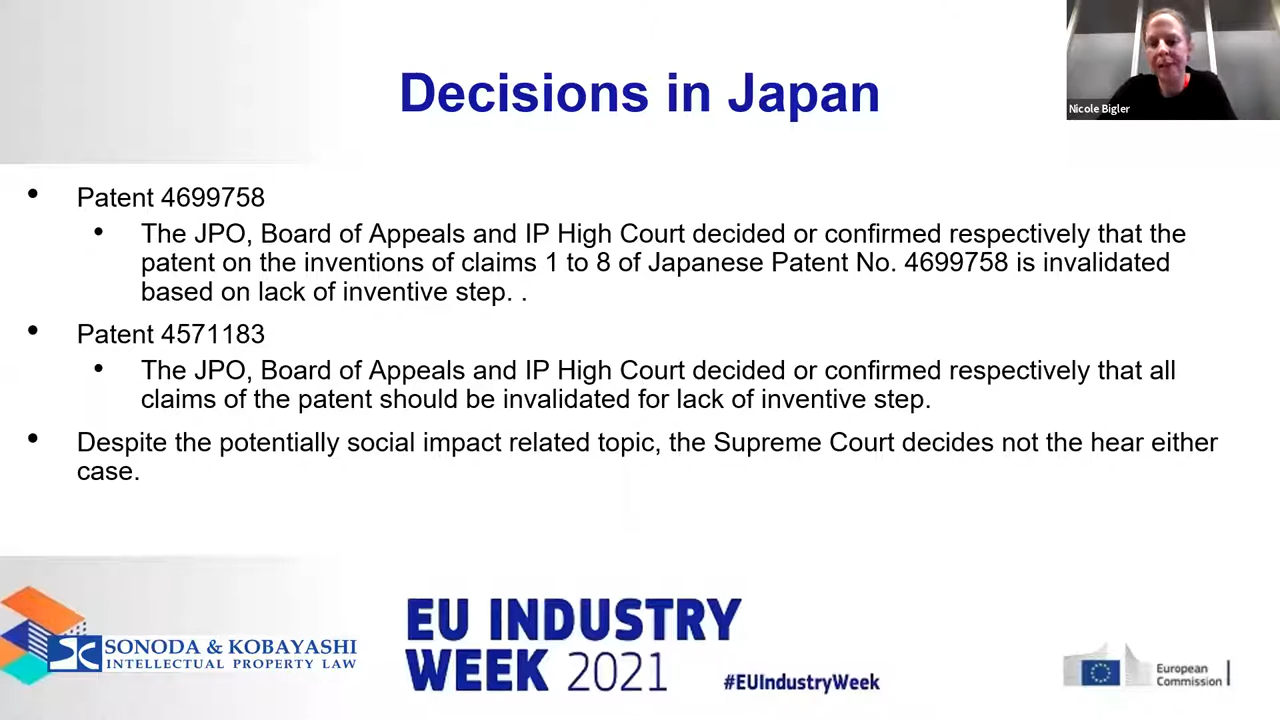 Decisions in Japan
Nicole Bigler
• Patent 4699758
• The JPO, Board of Appeals and IP High Court decided or confirmed respectively that the
patent on the inventions of claims 1 to 8 of Japanese Patent No. 4699758 is invalidated
based on lack of inventive step. .
• Patent 4571183
• The JPO, Board of Appeals and IP High Court decided or confirmed respectively that all
claims of the patent should be invalidated for lack of inventive step.
• Despite the potentially social impact related topic, the Supreme Court decides not the hear either
case.
SONODA & KOBAYASHI
INTELLECTUAL PROPERTY LAW
EU INDUSTRY
WEEK 2021
#EUIndustryWeek
European
Commission